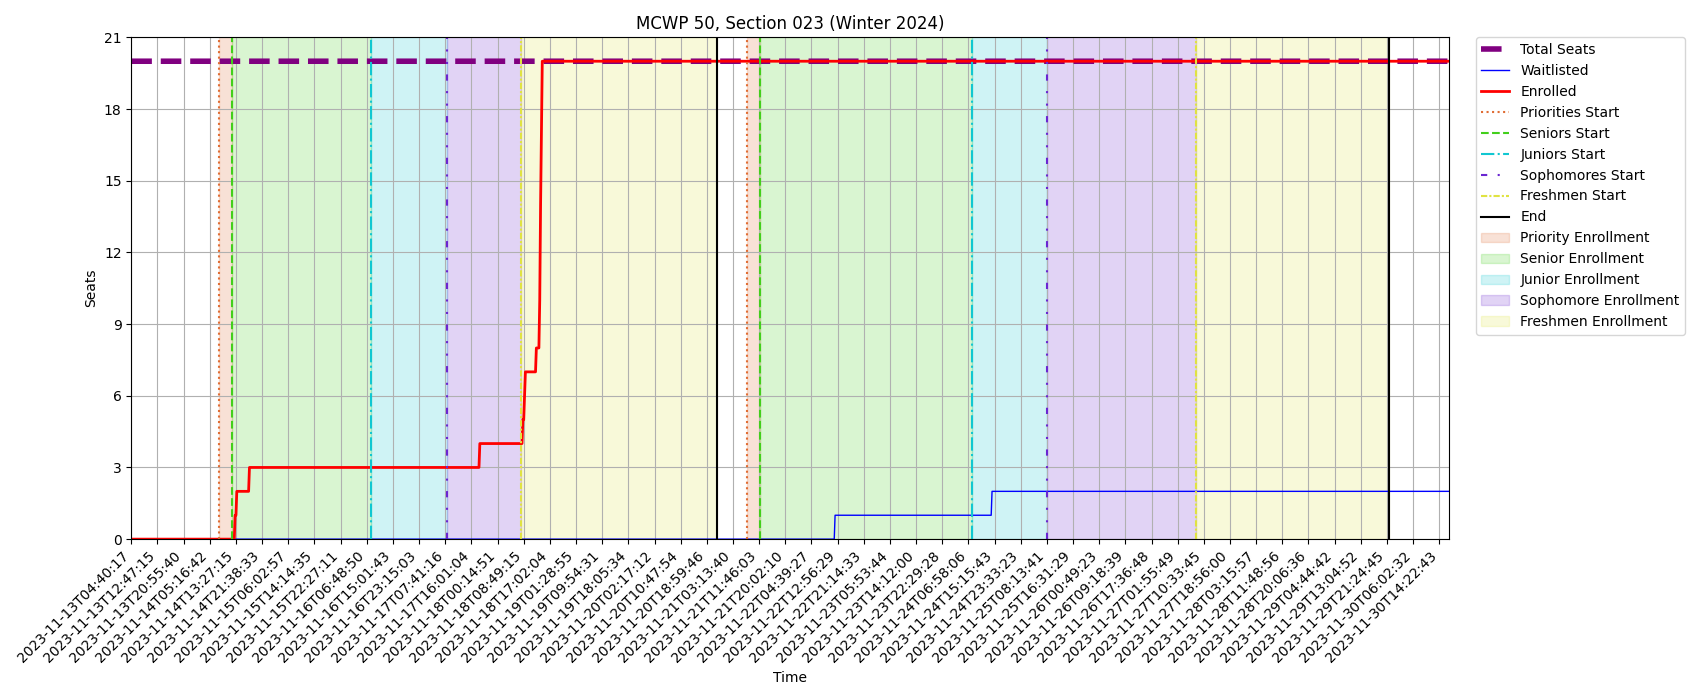 MCWP 50, Section 023 (Winter 2024)
21
18
15
12
9
6
3
0
Seats
2023-11-13T04:40:17
2023-11-13T12:47:15
2023-11-13T20:55:40
2023-11-14T05:16:42
2023-11-14T13:27:15
2023-11-14T21:38:33
2023-11-15T06:02:57
2023-11-15T14:14:35
2023-11-15T22:27:11
2023-11-16T06:48:50
2023-11-16T15:01:43
2023-11-16T23:15:03
2023-11-17T07:41:16
2023-11-17T16:01:04
2023-11-18T00:14:51
2023-11-18T08:49:15
2023-11-18T17:02:04
2023-11-19T01:28:55
2023-11-19T09:54:31
2023-11-19T18:05:34
2023-11-20T02:17:12
2023-11-20T10:47:54
2023-11-20T18:59:46
2023-11-21T03:13:40
2023-11-21T11:46:03
2023-11-21T20:02:10
2023-11-22T04:39:27
2023-11-22T12:56:29
2023-11-22T21:14:33
2023-11-23T05:53:44
2023-11-23T14:12:00
2023-11-23T22:29:28
2023-11-24T06:58:06
2023-11-24T15:15:43
2023-11-24T23:33:23
2023-11-25T08:13:41
2023-11-25T16:31:29
2023-11-26T00:49:23
2023-11-26T09:18:39
2023-11-26T17:36:48
2023-11-27T01:55:49
2023-11-27T10:33:45
2023-11-27T18:56:00
2023-11-28T03:15:57
2023-11-28T11:48:56
2023-11-28T20:06:36
2023-11-29T04:44:42
2023-11-29T13:04:52
2023-11-29T21:24:45
2023-11-30T06:02:32
2023-11-30T14:22:43
Time
Total Seats
Waitlisted
Enrolled
Priorities Start
Seniors Start
Juniors Start
Sophomores Start
Freshmen Start
End
Priority Enrollment
Senior Enrollment
Junior Enrollment
Sophomore Enrollment
Freshmen Enrollment